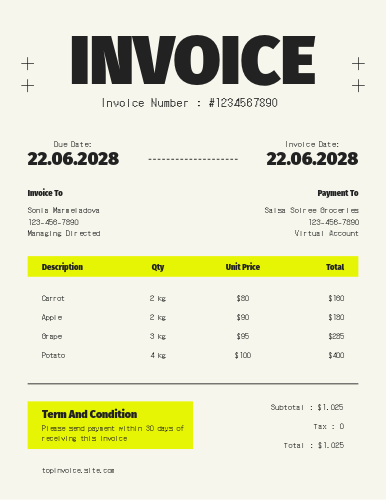 INVOICE
Invoice Number : #1234567890
Due Date:
22.06.2028
Invoice Date:
22.06.2028
Invoice To
Sonia Marmeladova
123-456-7890
Managing Directed
Payment To
Salsa Soiree Groceries
123-456-7890
Virtual Account
Description Qty Unit Price Total
Carrot 2 kg $80 $160
Apple 2 kg $90 $180
Grape 3 kg $95 $285
Potato 4 kg $100 $400
Term And Condition
Please send payment within 30 days of
receiving this invoice
Subtotal : $1.025
Tax : 0
Total : $1.025
topinvoice.site.com